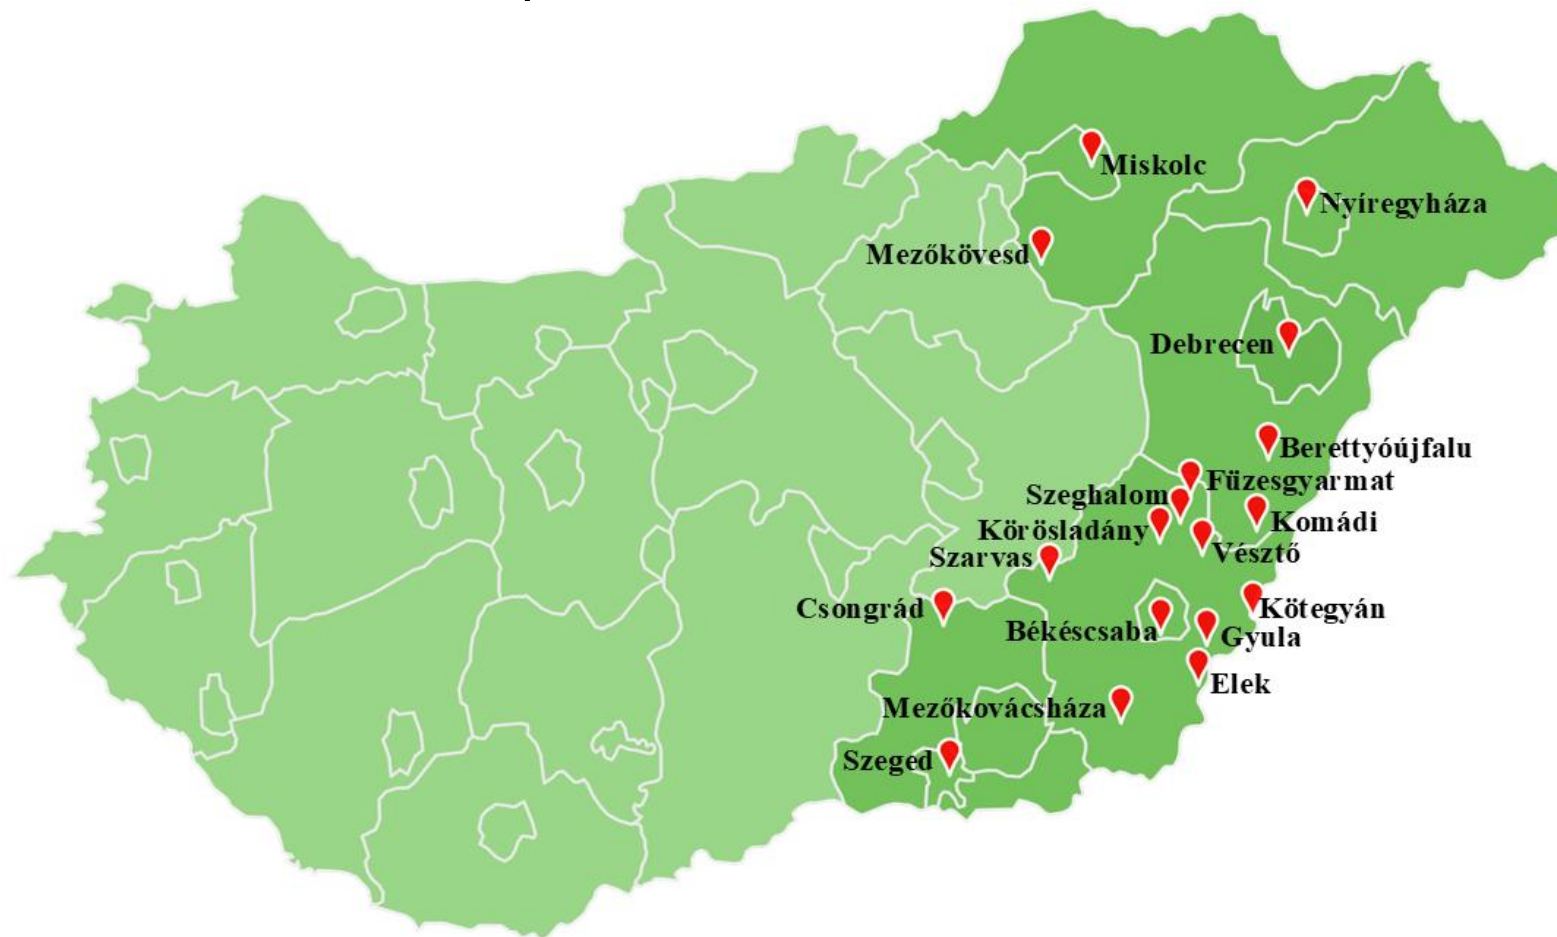 Miskolc
Nyíregyháza
Mezőkövesd
Debrecen
Berettyóújfalu
Füzesgyarmat
Szeghalom
Komádi
Körösladány
Vésztő
Szarvas
Csongrád
Kötegyán
Békéscsaba
Gyula
Elek
Mezőkovácsháza
Szeged